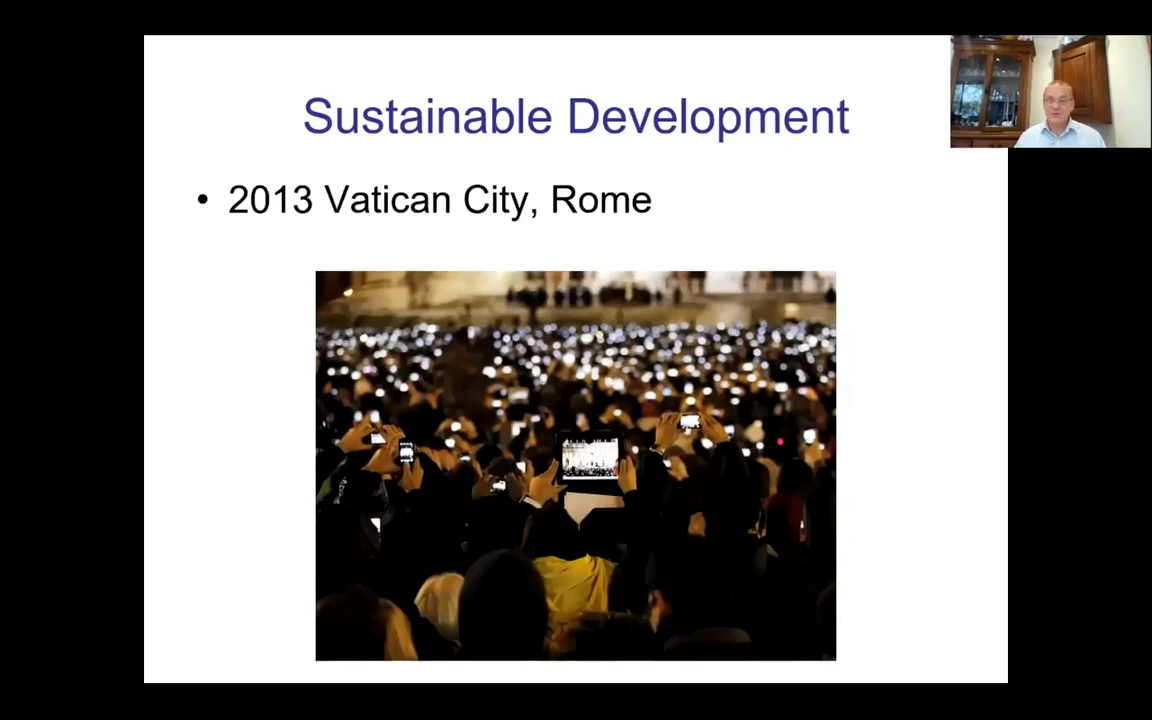 Sustainable Development
• 2013 Vatican City, Rome